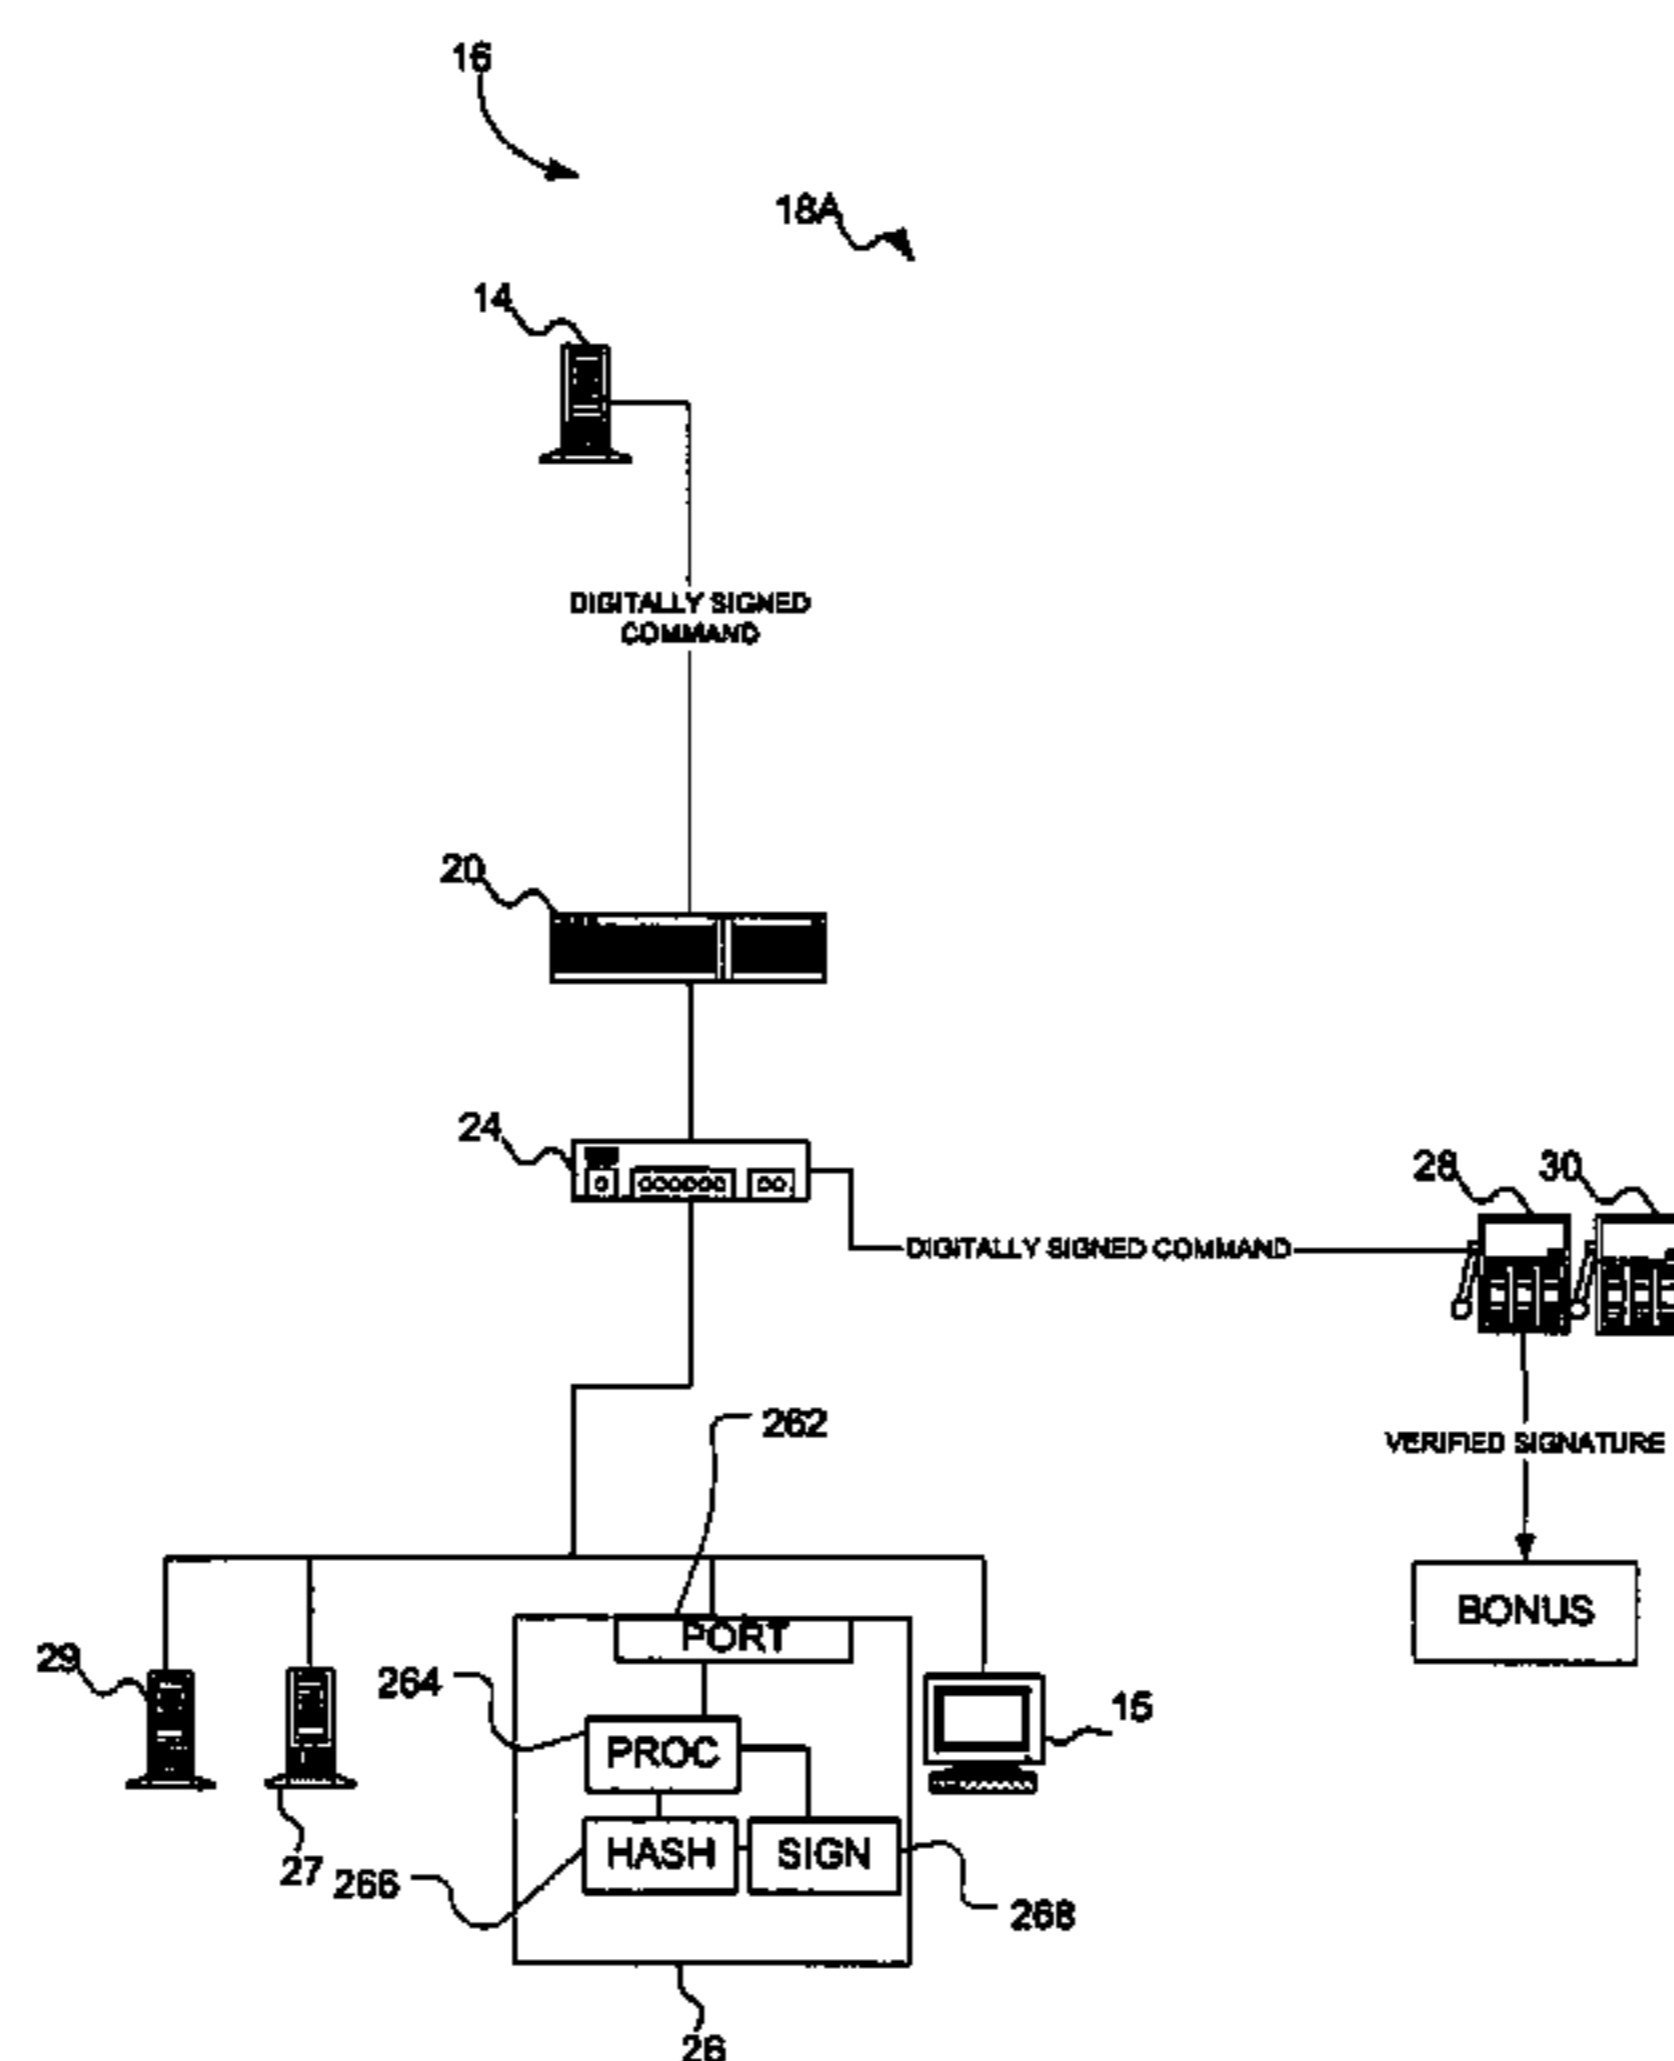 16
18A
14
DIGITALLY SIGNED
COMMAND
20
24
28
30
DIGITALLY SIGNED COMMAND
262
VERIFIED SIGNATURE
BONUS
PORT
29
264
15
PROC
HASH
SIGN
27
266
268
26